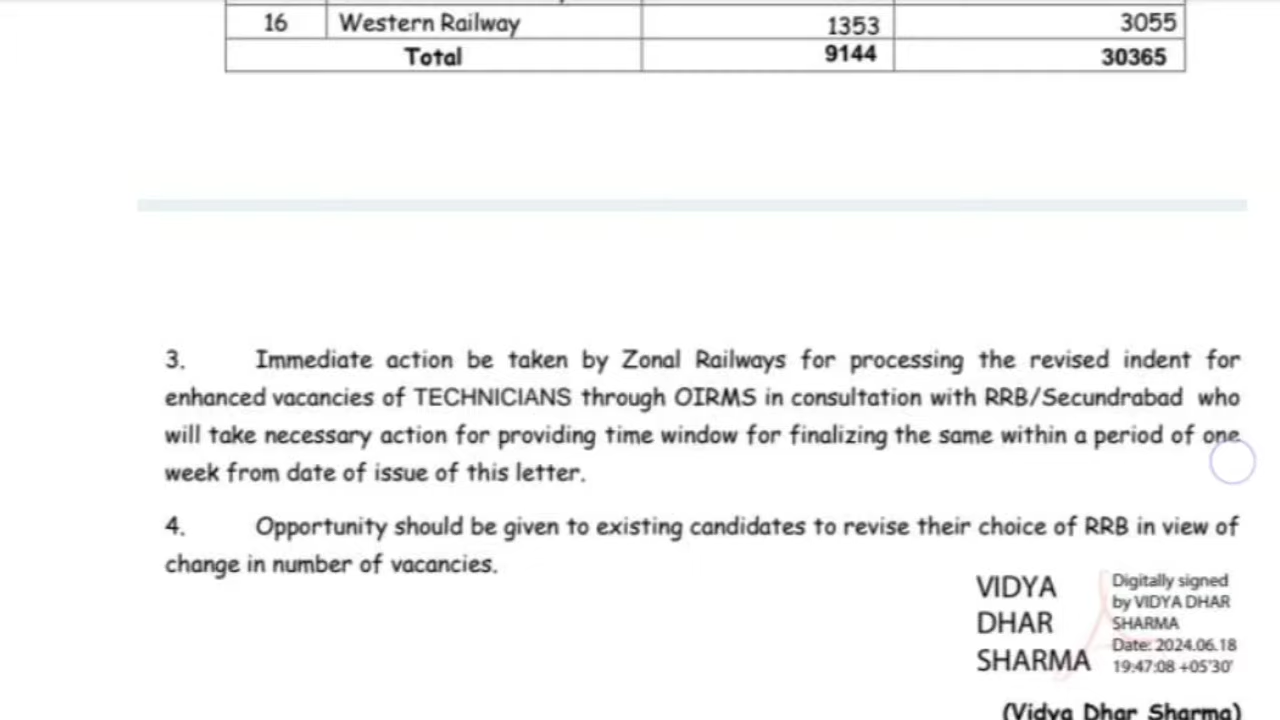 16 Western Railway 1353 3055
Total 9144 30365
3. Immediate action be taken by Zonal Railways for processing the revised indent for
enhanced vacancies of TECHNICIANS through OIRMS in consultation with RRB/Secundrabad who
will take necessary action for providing time window for finalizing the same within a period of one
week from date of issue of this letter.
4. Opportunity should be given to existing candidates to revise their choice of RRB in view of
change in number of vacancies.
VIDYA
DHAR
SHARMA
Digitally signed
by VIDYA DHAR
SHARMA
Date: 2024.06.18
19:47:08 +05'30'
(Vidya Dhar Sharma)